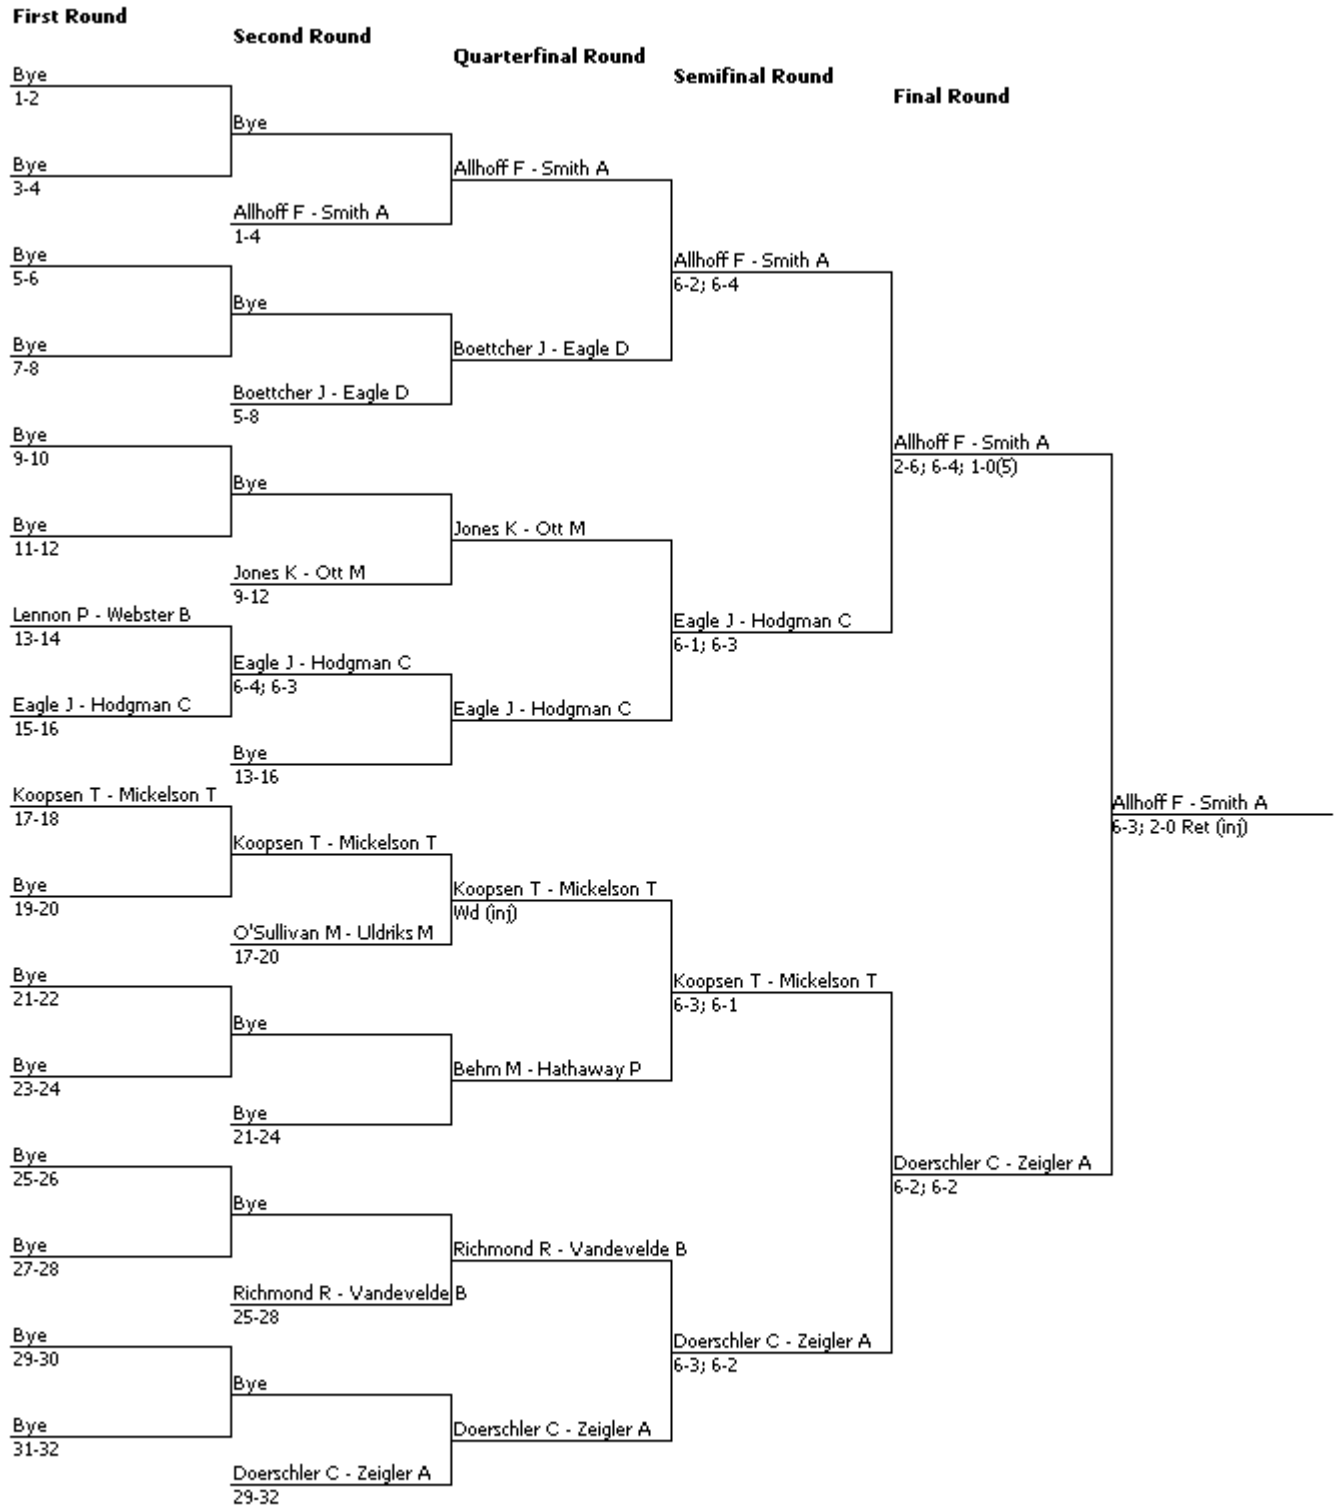 First Round
Second Round
Quarterfinal Round
Semifinal Round
Final Round
Bye
1-2
Bye
3-4
Bye
5-6
Bye
7-8
Bye
9-10
Bye
11-12
Lennon P - Webster B
13-14
Eagle J - Hodgman C
15-16
Koopsen T - Mickelson T
17-18
Bye
19-20
Bye
21-22
Bye
23-24
Bye
25-26
Bye
27-28
Bye
29-30
Bye
31-32
Bye
Allhoff F - Smith A
1-4
Bye
Boettcher J - Eagle D
5-8
Bye
Jones K - Ott M
9-12
Eagle J - Hodgman C
6-4; 6-3
Bye
13-16
Koopsen T - Mickelson T
O'Sullivan M - Uldriks M
17-20
Bye
Bye
21-24
Bye
Richmond R - Vandevelde B
25-28
Bye
Doerschler C - Zeigler A
29-32
Allhoff F - Smith A
Boettcher J - Eagle D
Jones K - Ott M
Eagle J - Hodgman C
Koopsen T - Mickelson T
Wd (inj)
Behm M - Hathaway P
Richmond R - Vandevelde B
Doerschler C - Zeigler A
Allhoff F - Smith A
6-2; 6-4
Eagle J - Hodgman C
6-1; 6-3
Koopsen T - Mickelson T
6-3; 6-1
Doerschler C - Zeigler A
6-3; 6-2
Allhoff F - Smith A
2-6; 6-4; 1-0(5)
Doerschler C - Zeigler A
6-2; 6-2
Allhoff F - Smith A
6-3; 2-0 Ret (inj)